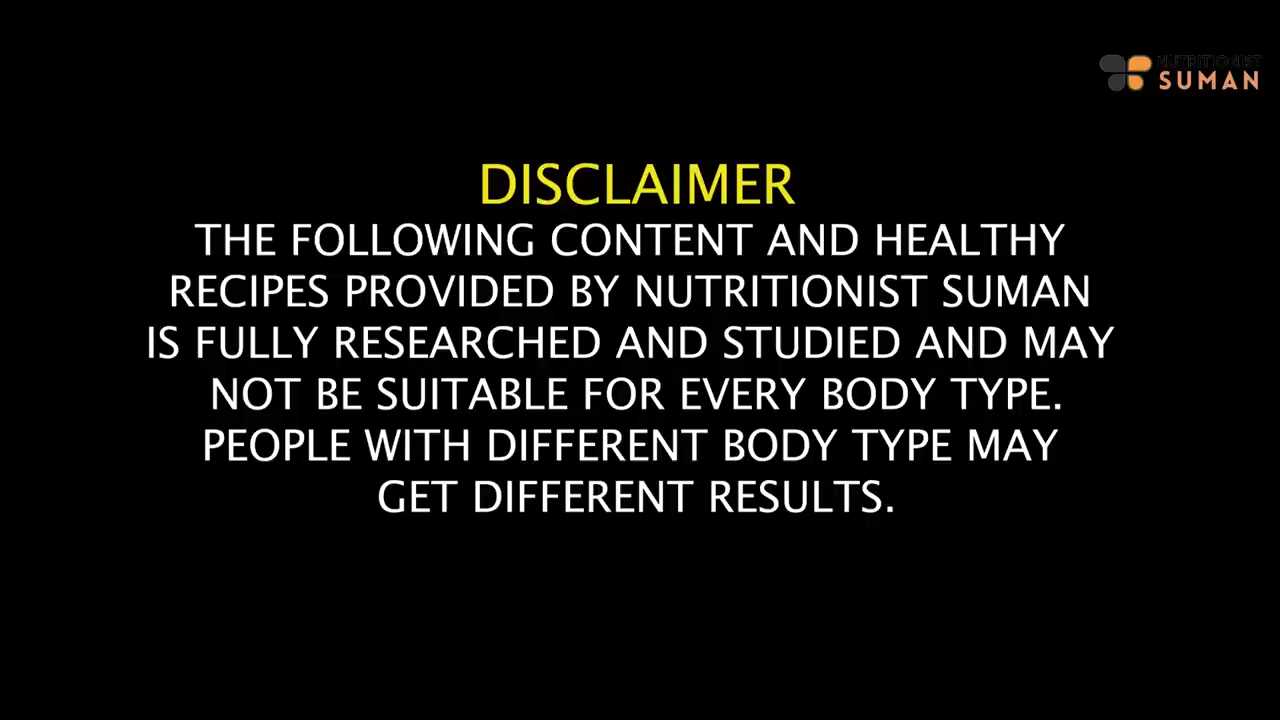 NUTRITIONIST
SUMAN
DISCLAIMER
THE FOLLOWING CONTENT AND HEALTHY
RECIPES PROVIDED BY NUTRITIONIST SUMAN
IS FULLY RESEARCHED AND STUDIED AND MAY
NOT BE SUITABLE FOR EVERY BODY TYPE.
PEOPLE WITH DIFFERENT BODY TYPE MAY
GET DIFFERENT RESULTS.